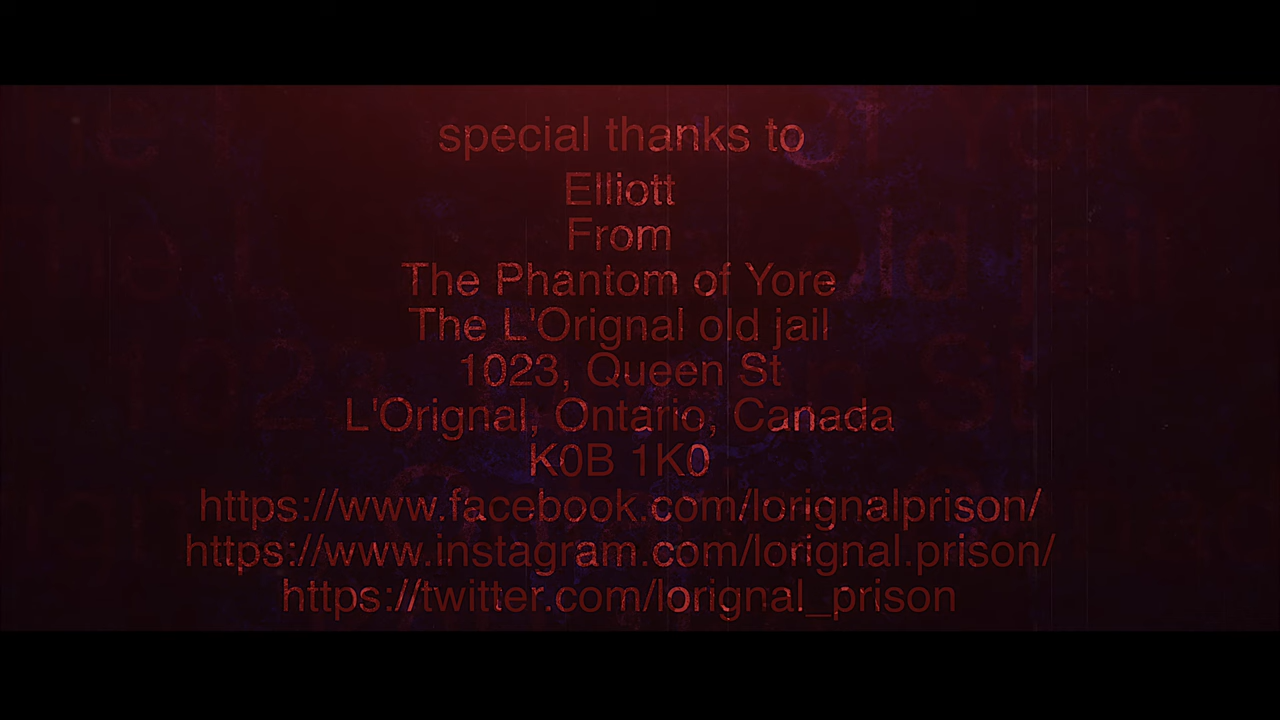 special thanks to
Elliott
From
The Phantom of Yore
The L'Orignal old jail
1023, Queen St
L'Orignal, Ontario, Canada
K0B 1K0
https://www.facebook.com/lorignalprison/
https://www.instagram.com/lorignal.prison/
https://twitter.com/lorignal_prison